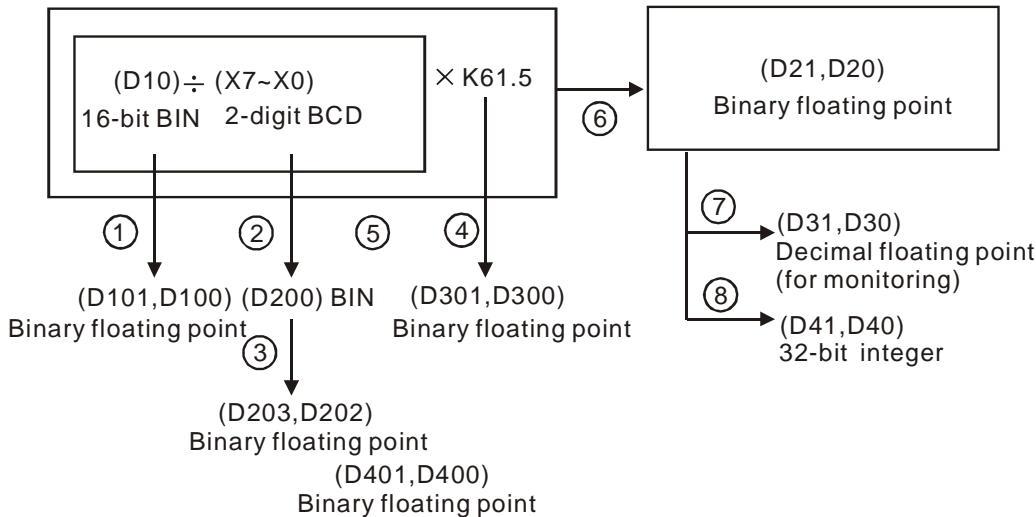 (D10) ÷ (X7~X0)
16-bit BIN 2-digit BCD
× K61.5
⑥
(D21,D20)
Binary floating point
① ② ⑤ ④
(D101,D100) (D200) BIN
Binary floating point
(D301,D300)
Binary floating point
③
(D203,D202)
Binary floating point
(D401,D400)
Binary floating point
⑦
(D31,D30)
Decimal floating point
(for monitoring)
⑧
(D41,D40)
32-bit integer